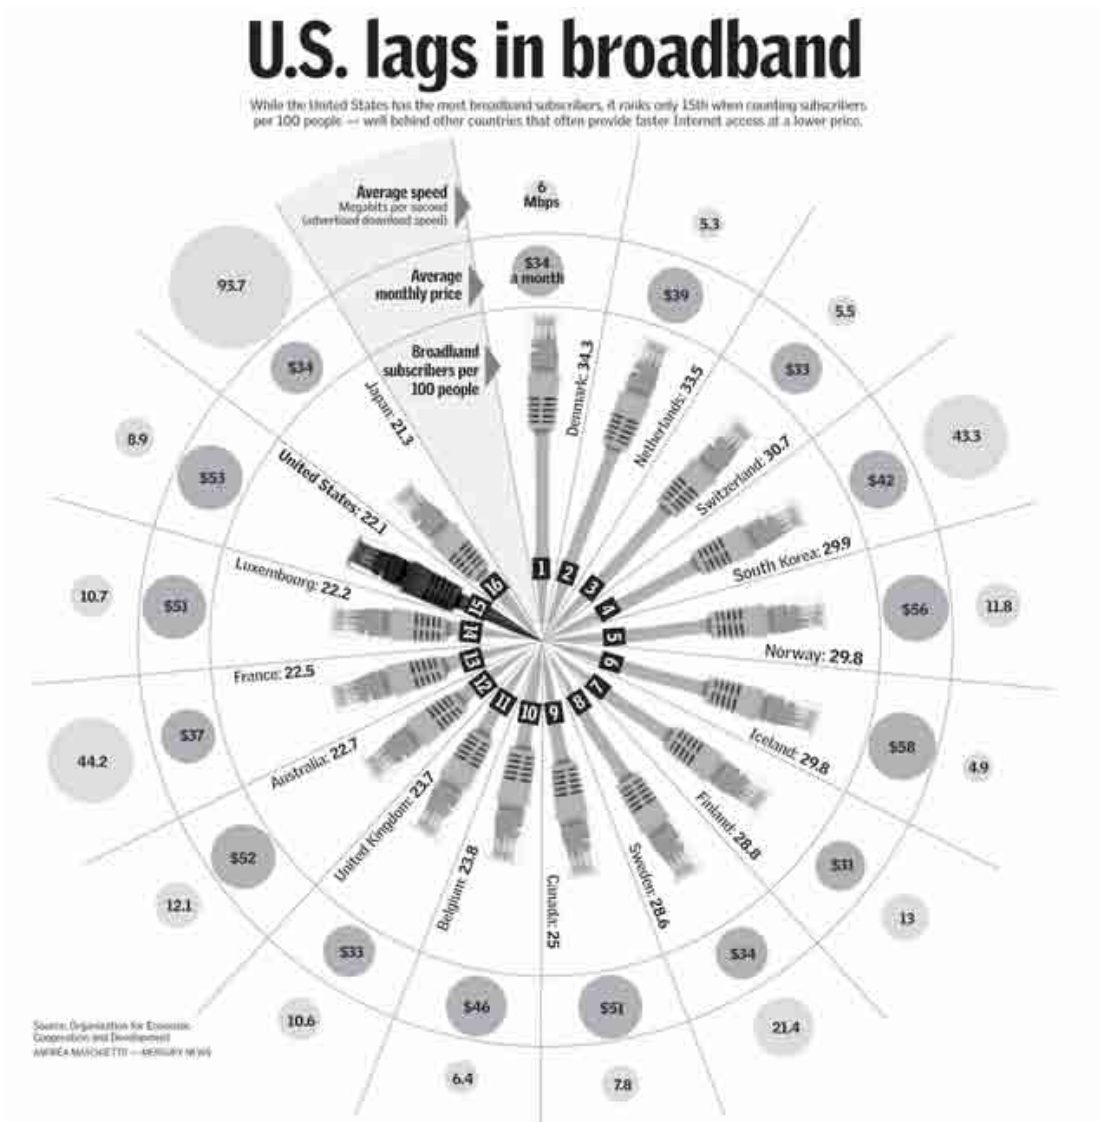 U.S. lags in broadband
While the United States has the most broadband subscribers, it ranks only 15th when counting subscribers
per 100 people — well behind other countries that often provide faster Internet access at a lower price.
Average speed
Megabits per second
(advertised download speed)
6
Mbps
Average
monthly price
$34
a month
Broadband
subscribers per
100 people
Denmark: 34.3
1
5.3
$39
Netherlands: 33.5
2
5.5
$33
Switzerland: 30.7
3
43.3
$42
South Korea: 29.9
4
11.8
$56
Norway: 29.8
5
4.9
$58
Iceland: 29.8
6
13
$31
Finland: 28.8
7
21.4
$34
Sweden: 28.6
8
7.8
$51
Canada: 25
9
6.4
$46
Belgium: 23.8
10
10.6
$33
United Kingdom: 23.7
11
12.1
$52
Australia: 22.7
12
44.2
$37
France: 22.5
13
10.7
$51
Luxembourg: 22.2
14
8.9
$53
United States: 22.1
15
93.7
$34
Japan: 21.3
16
Source: Organization for Economic
Cooperation and Development
ANDREA MASCHIETTO — MERCURY NEWS